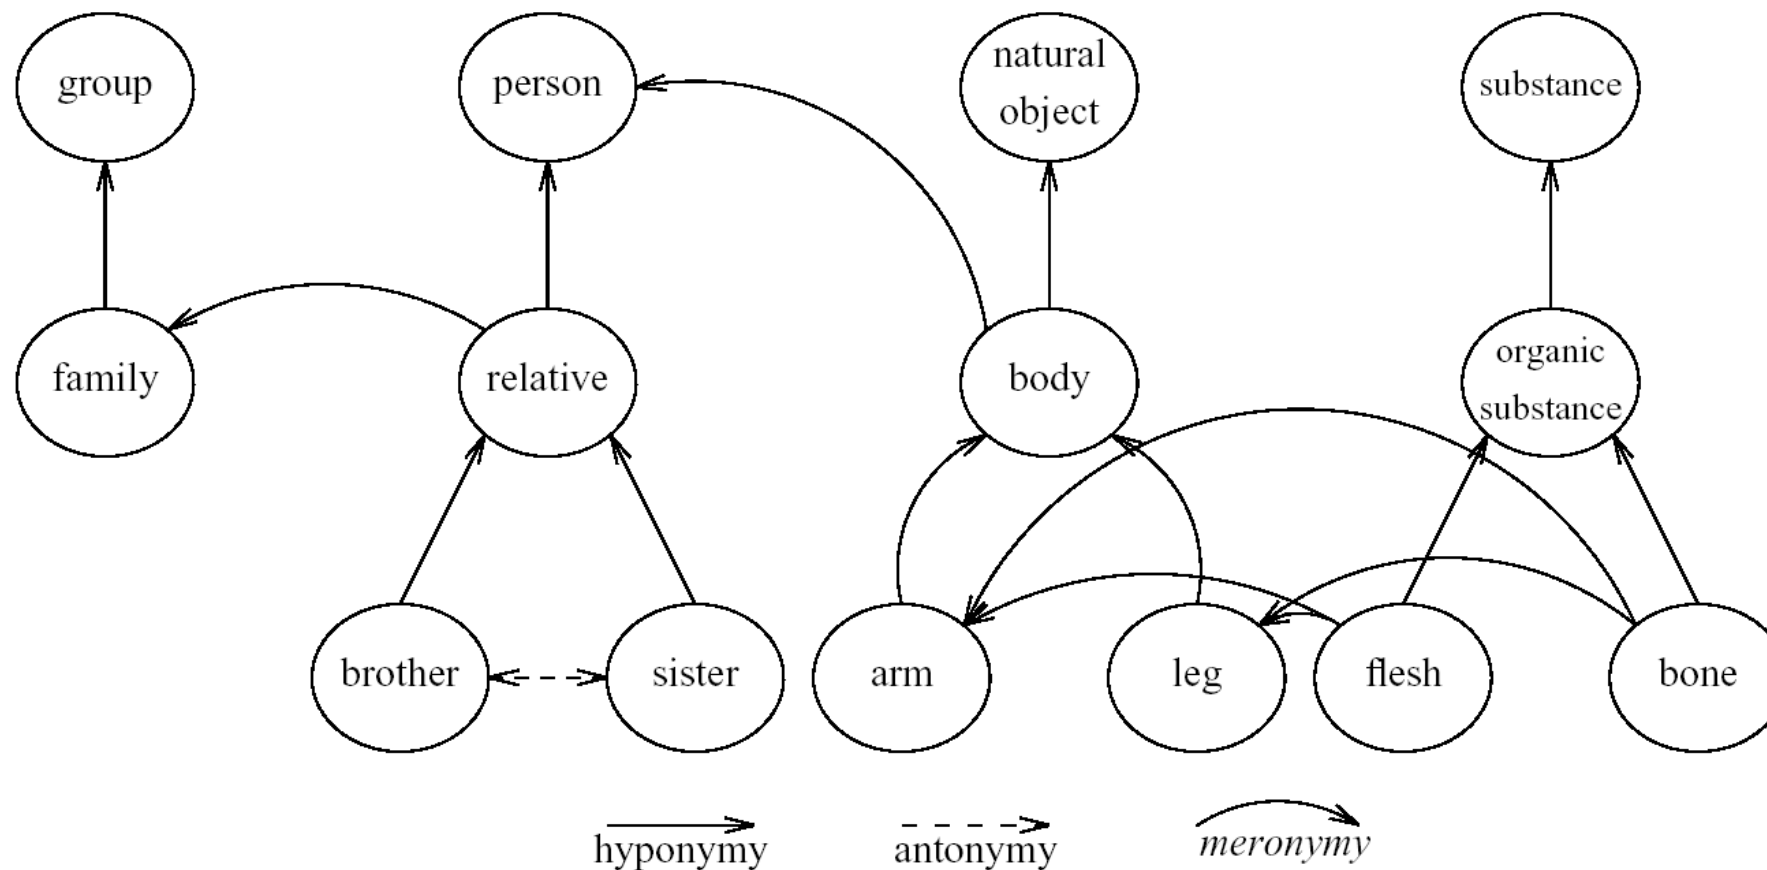 group
person
natural
object
substance
family
relative
body
organic
substance
brother
sister
arm
leg
flesh
bone
hyponymy
antonymy
meronymy